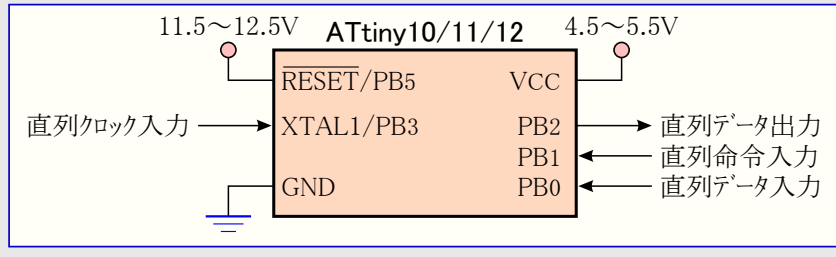 11.5～12.5V ATtiny10/11/12 4.5～5.5V
RESET/PB5 VCC
直列クロック入力 XTAL1/PB3 PB2 直列データ出力
PB1 直列命令入力
GND PB0 直列データ入力